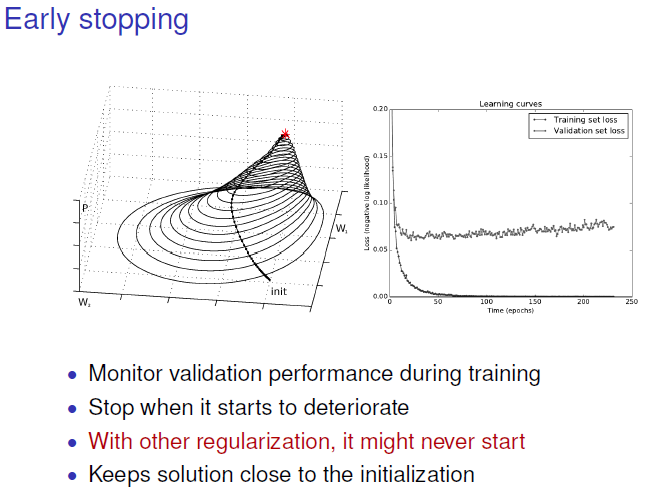 Early stopping
P
W₂
W₁
init
Learning curves
Training set loss
Validation set loss
Loss (negative log likelihood)
0.20
0.15
0.10
0.05
0.00
0
50
100
150
200
250
Time (epochs)
• Monitor validation performance during training
• Stop when it starts to deteriorate
• With other regularization, it might never start
• Keeps solution close to the initialization